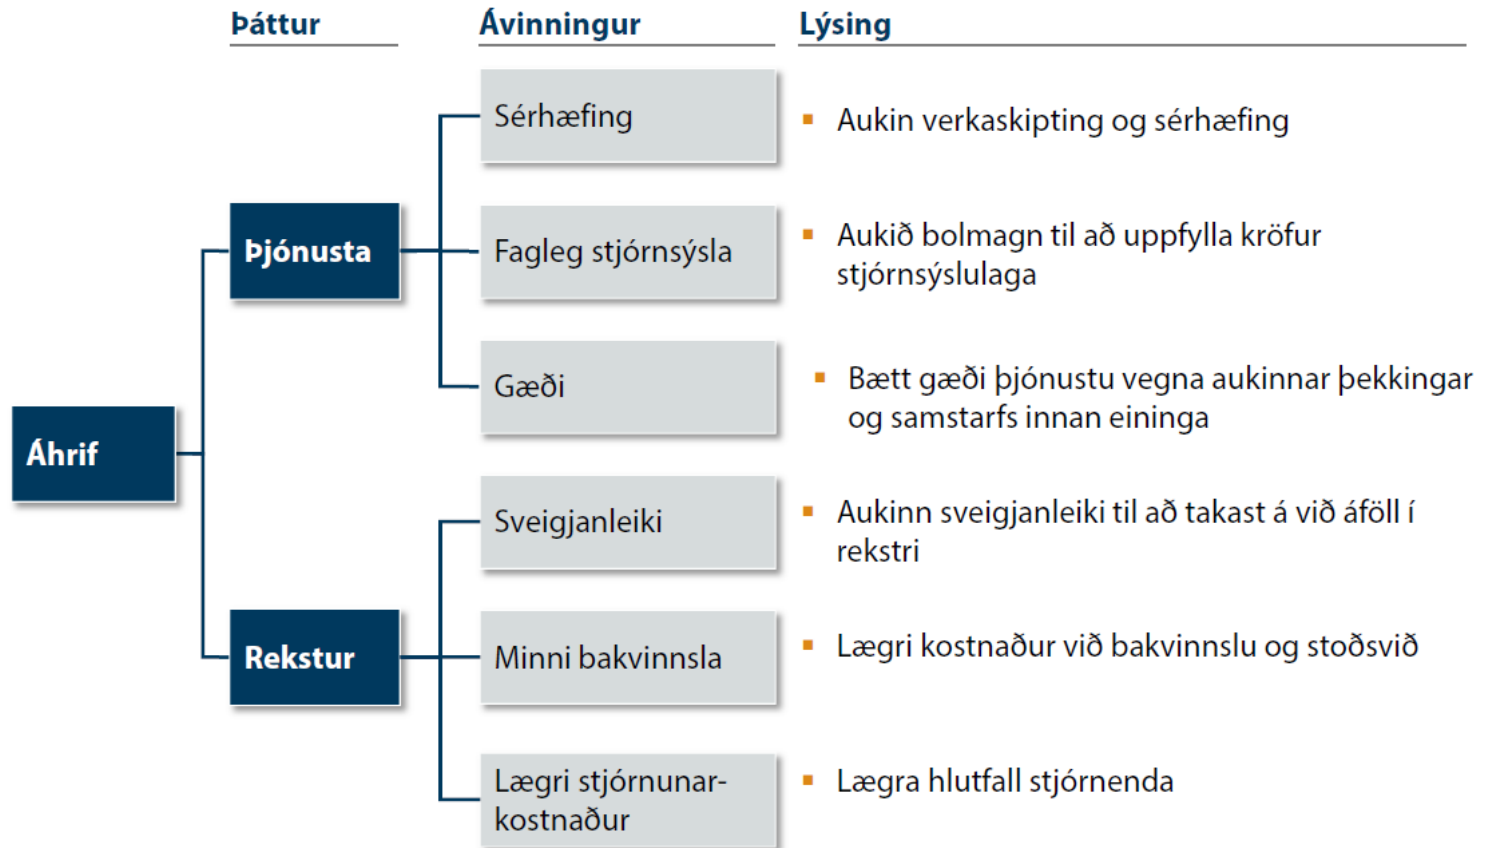 Þáttur
Ávinningur
Lýsing
Áhrif
Þjónusta
Sérhæfing
Aukin verkaskipting og sérhæfing
Fagleg stjórnsýsla
Aukið bolmagn til að uppfylla kröfur
stjórnsýslulaga
Gæði
Bætt gæði þjónustu vegna aukinnar þekkingar
og samstarfs innan eininga
Rekstur
Sveigjanleiki
Aukinn sveigjanleiki til að takast á við áföll í
rekstri
Minni bakvinnsla
Lægri kostnaður við bakvinnslu og stoðsvið
Lægri stjórnunar-
kostnaður
Lægra hlutfall stjórnenda